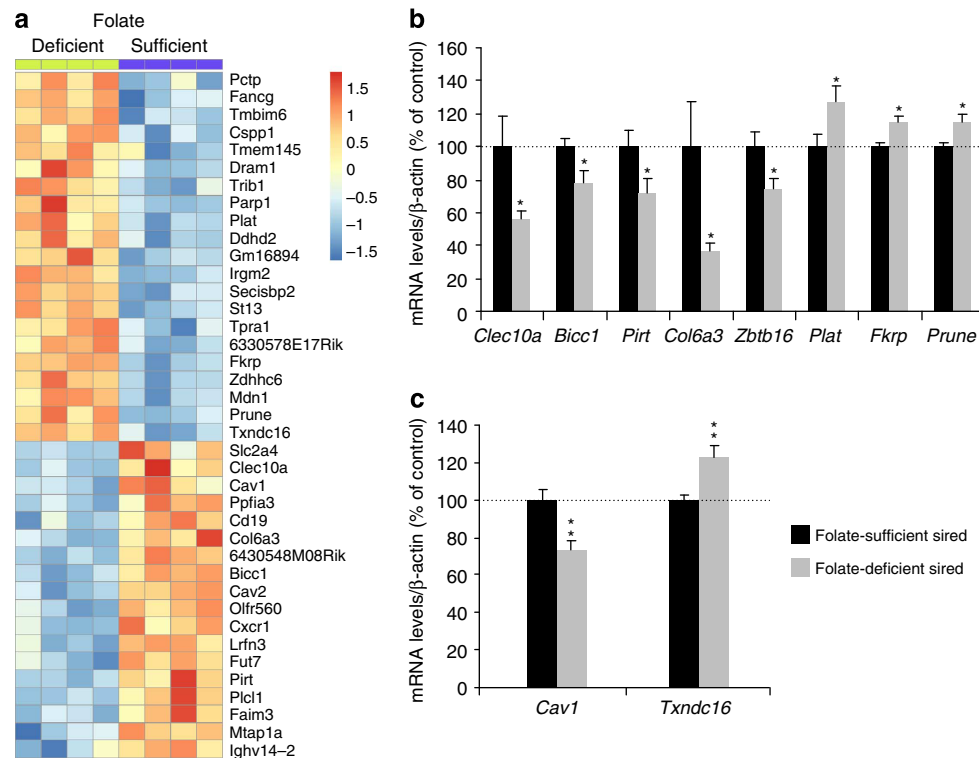 a
Folate
Deficient Sufficient
Pctp
Fancg
Tmbim6
Cspp1
Tmem145
Dram1
Trib1
Parp1
Plat
Ddhd2
Gm16894
Irgm2
Secisbp2
St13
Tpra1
6330578E17Rik
Fkrp
Zdhhc6
Mdn1
Prune
Txndc16
Slc2a4
Clec10a
Cav1
Ppfia3
Cd19
Col6a3
6430548M08Rik
Bicc1
Cav2
Olfr560
Cxcr1
Lrfn3
Fut7
Pirt
Plcl1
Faim3
Mtap1a
Ighv14–2
1.5
1
0.5
0
–0.5
–1
–1.5
b
mRNA levels/β-actin (% of control)
160
140
120
100
80
60
40
20
0
* * * * * * * *
Clec10a Bicc1 Pirt Col6a3 Zbtb16 Plat Fkrp Prune
c
mRNA levels/β-actin (% of control)
140
120
100
80
60
40
20
0
** **
Cav1 Txndc16
Folate-sufficient sired
Folate-deficient sired